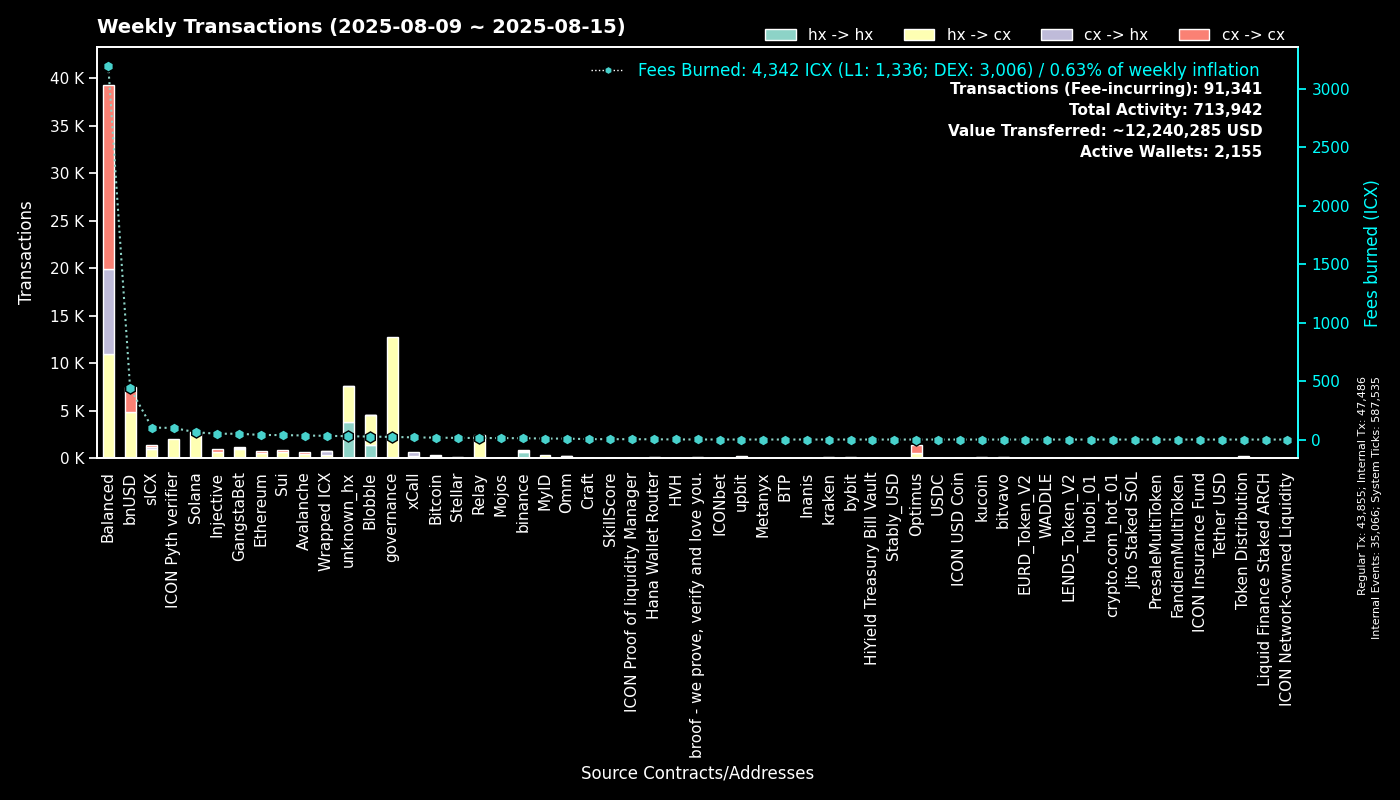 Weekly Transactions (2025-08-09 ~ 2025-08-15)
hx -> hx
hx -> cx
cx -> hx
cx -> cx
Fees Burned: 4,342 ICX (L1: 1,336; DEX: 3,006) / 0.63% of weekly inflation
Transactions (Fee-incurring): 91,341
Total Activity: 713,942
Value Transferred: ~12,240,285 USD
Active Wallets: 2,155
Transactions
40 K
35 K
30 K
25 K
20 K
15 K
10 K
5 K
0 K
3000
2500
2000
1500
1000
500
0
Fees burned (ICX)
Regular Tx: 43,855; Internal Tx: 47,486
Internal Events: 35,066; System Ticks: 587,535
Balanced
bnUSD
sICX
ICON Pyth verifier
Solana
Injective
GangstaBet
Ethereum
Sui
Avalanche
Wrapped ICX
unknown_hx
Blobble
governance
xCall
Bitcoin
Stellar
Relay
Mojos
binance
MyID
Omm
Craft
SkillScore
ICON Proof of liquidity Manager
Hana Wallet Router
HVH
broof - we prove, verify and love you.
ICONbet
upbit
Metanyx
BTP
Inanis
kraken
bybit
HiYield Treasury Bill Vault
Stably_USD
Optimus
USDC
ICON USD Coin
kucoin
bitvavo
EURD_Token_V2
WADDLE
LEND5_Token_V2
huobi_01
crypto.com_hot_01
Jito Staked SOL
PresaleMultiToken
FandiemMultiToken
ICON Insurance Fund
Tether USD
Token Distribution
Liquid Finance Staked ARCH
ICON Network-owned Liquidity
Source Contracts/Addresses